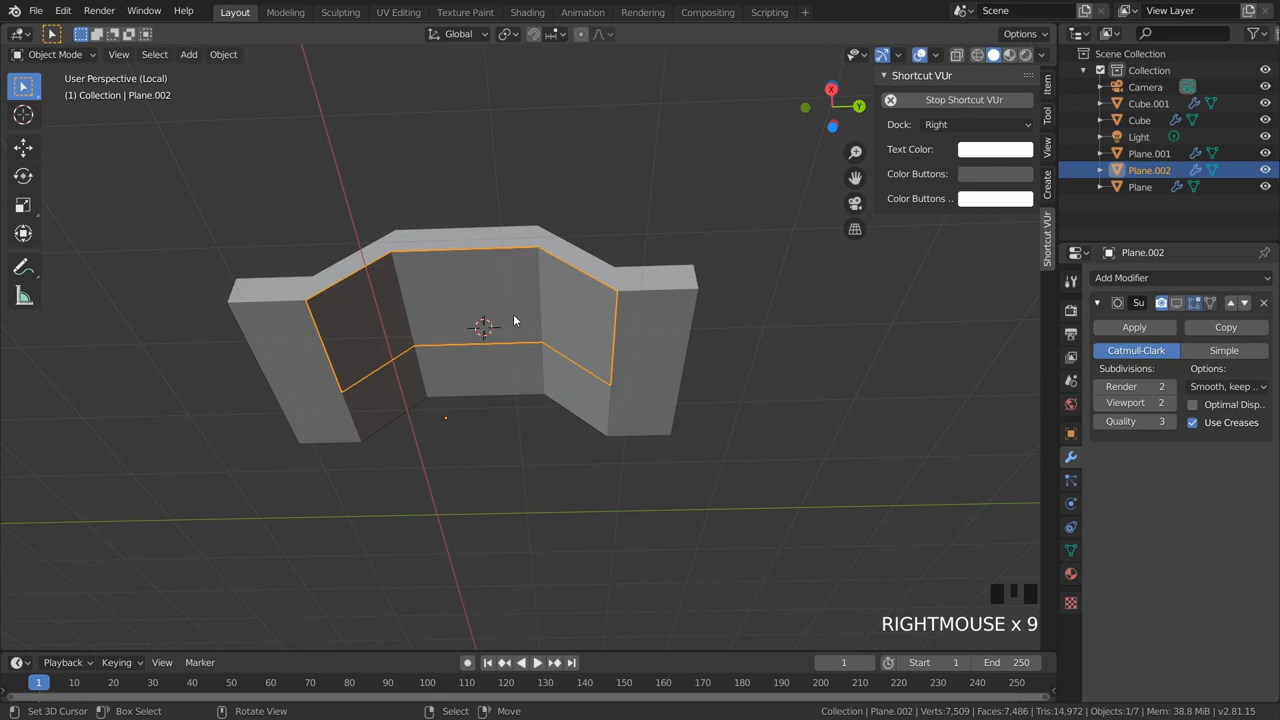 File Edit Render Window Help Layout Modeling Sculpting UV Editing Texture Paint Shading Animation Rendering Compositing Scripting + Scene View Layer
Global Options
Object Mode View Select Add Object
User Perspective (Local)
(1) Collection | Plane.002
X
Y
Shortcut VUr
Stop Shortcut VUr
Dock: Right
Text Color:
Color Buttons:
Color Buttons ..
Item
Tool
View
Create
Shortcut VUr
Scene Collection
Collection
Camera
Cube.001
Cube
Light
Plane.001
Plane.002
Plane
Plane.002
Add Modifier
Su
Apply Copy
Catmull-Clark Simple
Subdivisions: Options:
Render 2 Smooth, keep ..
Viewport 2 Optimal Disp..
Quality 3 Use Creases
RIGHTMOUSE x 9
Playback Keying View Marker 1 Start 1 End 250
1 10 20 30 40 50 60 70 80 90 100 110 120 130 140 150 160 170 180 190 200 210 220 230 240 250
Set 3D Cursor Box Select Rotate View Select Move Collection | Plane.002 | Verts:7,509 | Faces:7,486 | Tris:14,972 | Objects:1/7 | Mem: 38.8 MiB | v2.81.15